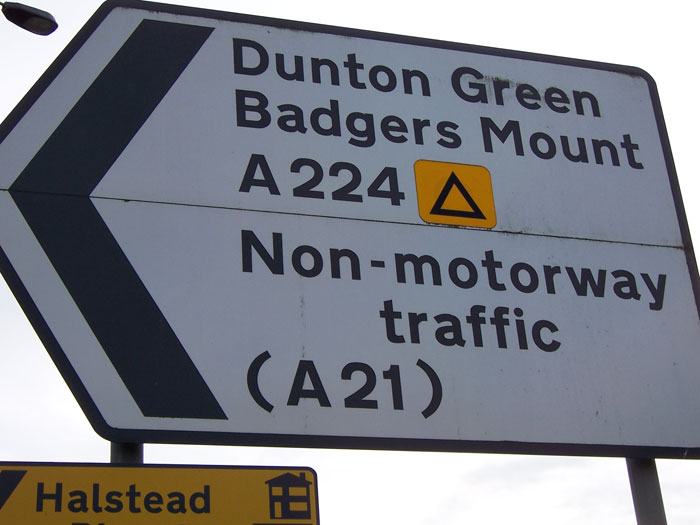 Dunton Green
Badgers Mount
A224
Non-motorway
traffic
(A21)
Halstead